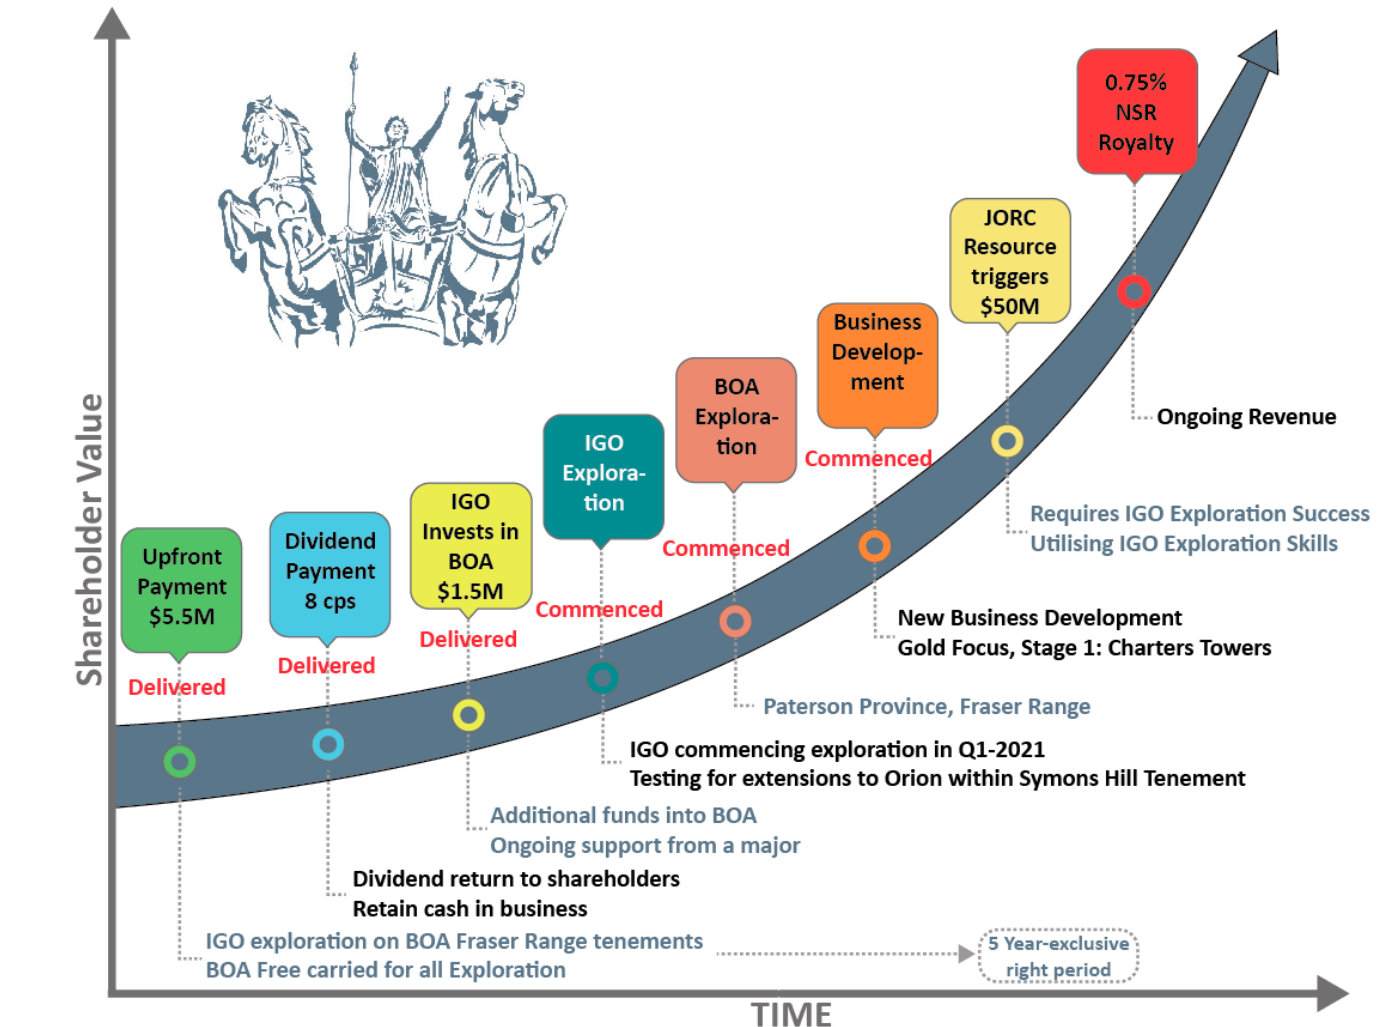 0.75%
NSR
Royalty
JORC
Resource
triggers
$50M
Business
Develop-
ment
Commenced
BOA
Explora-
tion
Commenced
IGO
Explora-
tion
Commenced
IGO
Invests in
BOA
$1.5M
Delivered
Dividend
Payment
8 cps
Delivered
Upfront
Payment
$5.5M
Delivered
Shareholder Value
Ongoing Revenue
Requires IGO Exploration Success
Utilising IGO Exploration Skills
New Business Development
Gold Focus, Stage 1: Charters Towers
Paterson Province, Fraser Range
IGO commencing exploration in Q1-2021
Testing for extensions to Orion within Symons Hill Tenement
Additional funds into BOA
Ongoing support from a major
Dividend return to shareholders
Retain cash in business
IGO exploration on BOA Fraser Range tenements
BOA Free carried for all Exploration
5 Year-exclusive
right period
TIME